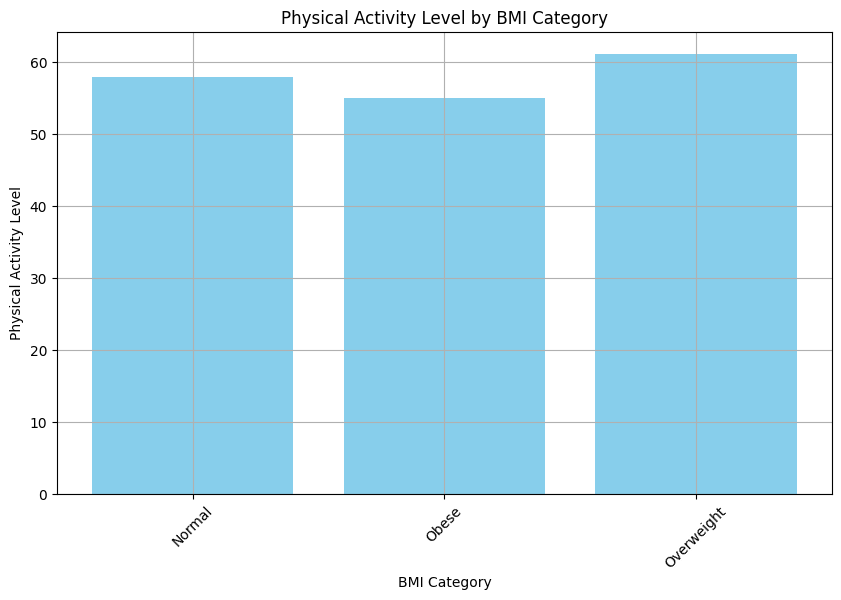 Physical Activity Level by BMI Category
Physical Activity Level
60
50
40
30
20
10
0
Normal
Obese
Overweight
BMI Category